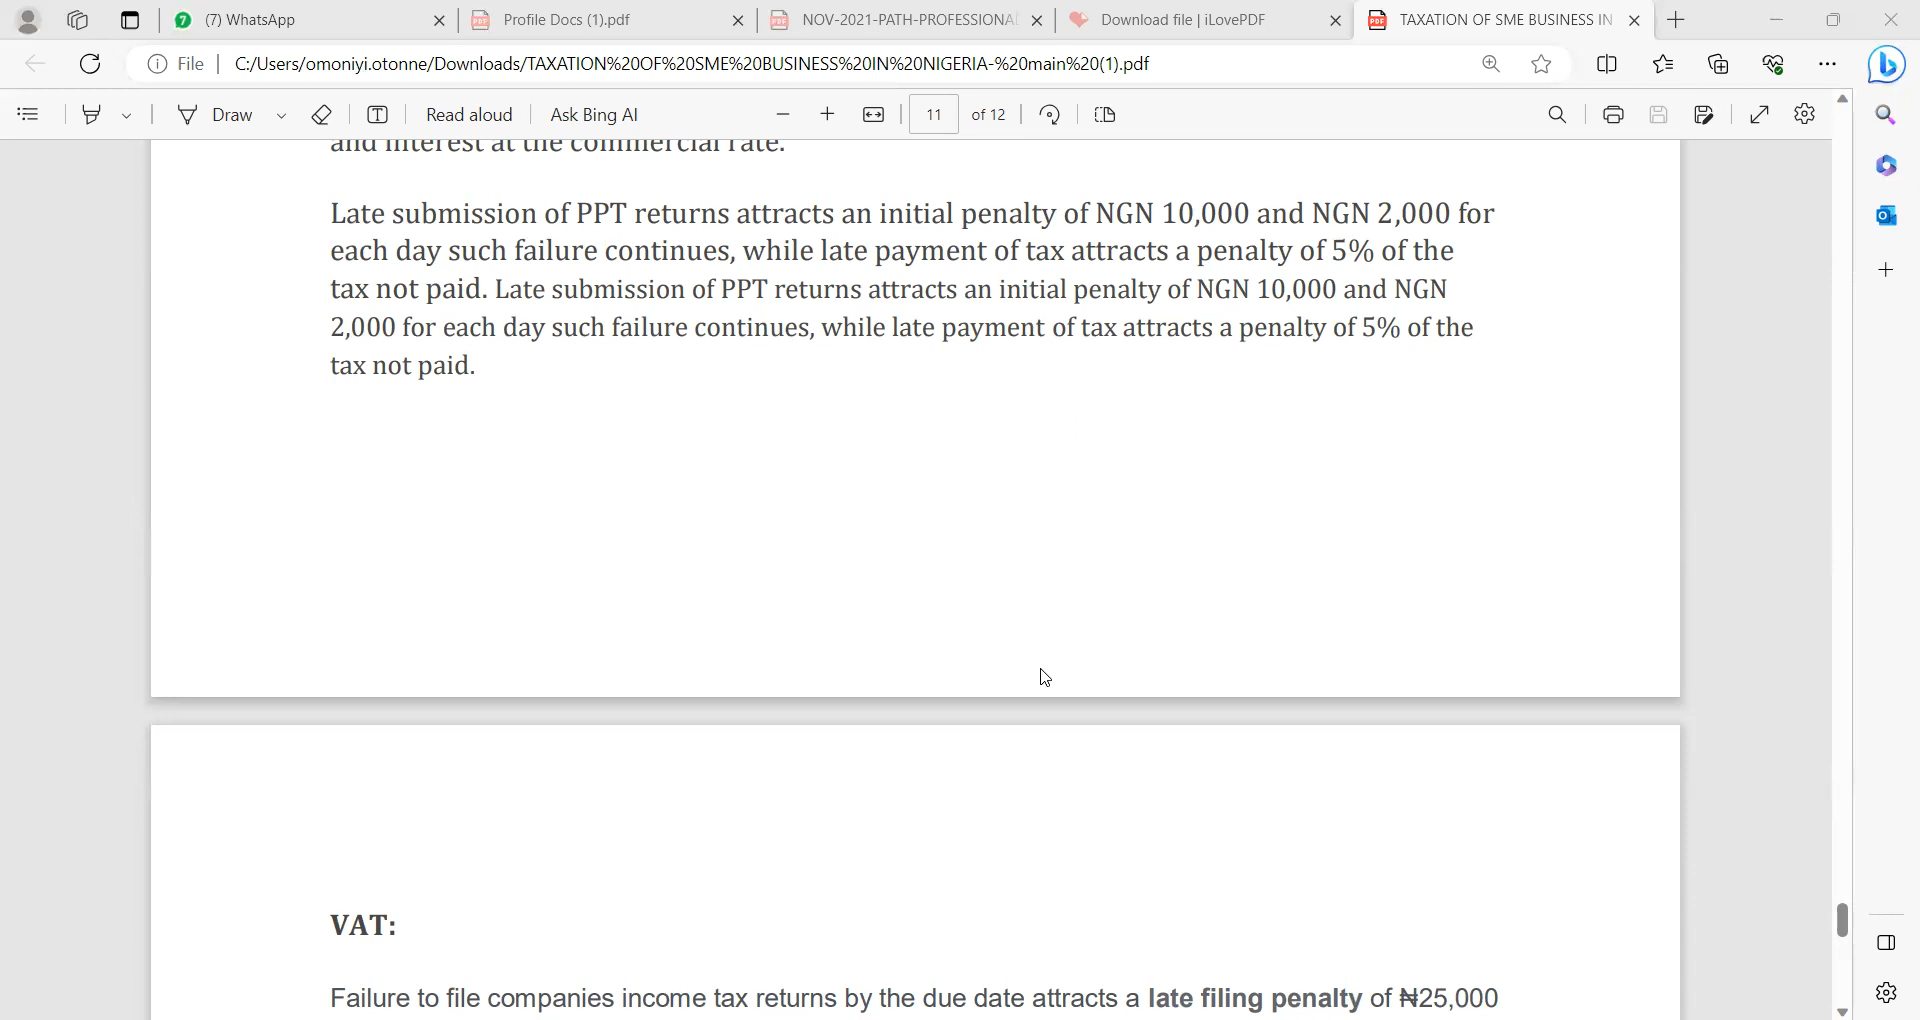 (7) WhatsApp
Profile Docs (1).pdf
NOV-2021-PATH-PROFESSIONAL
Download file | iLovePDF
TAXATION OF SME BUSINESS IN
File
C:/Users/omoniyi.otonne/Downloads/TAXATION%20OF%20SME%20BUSINESS%20IN%20NIGERIA-%20main%20(1).pdf
Draw
Read aloud
Ask Bing AI
11 of 12
and interest at the commercial rate.
Late submission of PPT returns attracts an initial penalty of NGN 10,000 and NGN 2,000 for
each day such failure continues, while late payment of tax attracts a penalty of 5% of the
tax not paid. Late submission of PPT returns attracts an initial penalty of NGN 10,000 and NGN
2,000 for each day such failure continues, while late payment of tax attracts a penalty of 5% of the
tax not paid.
VAT:
Failure to file companies income tax returns by the due date attracts a late filing penalty of ₦25,000